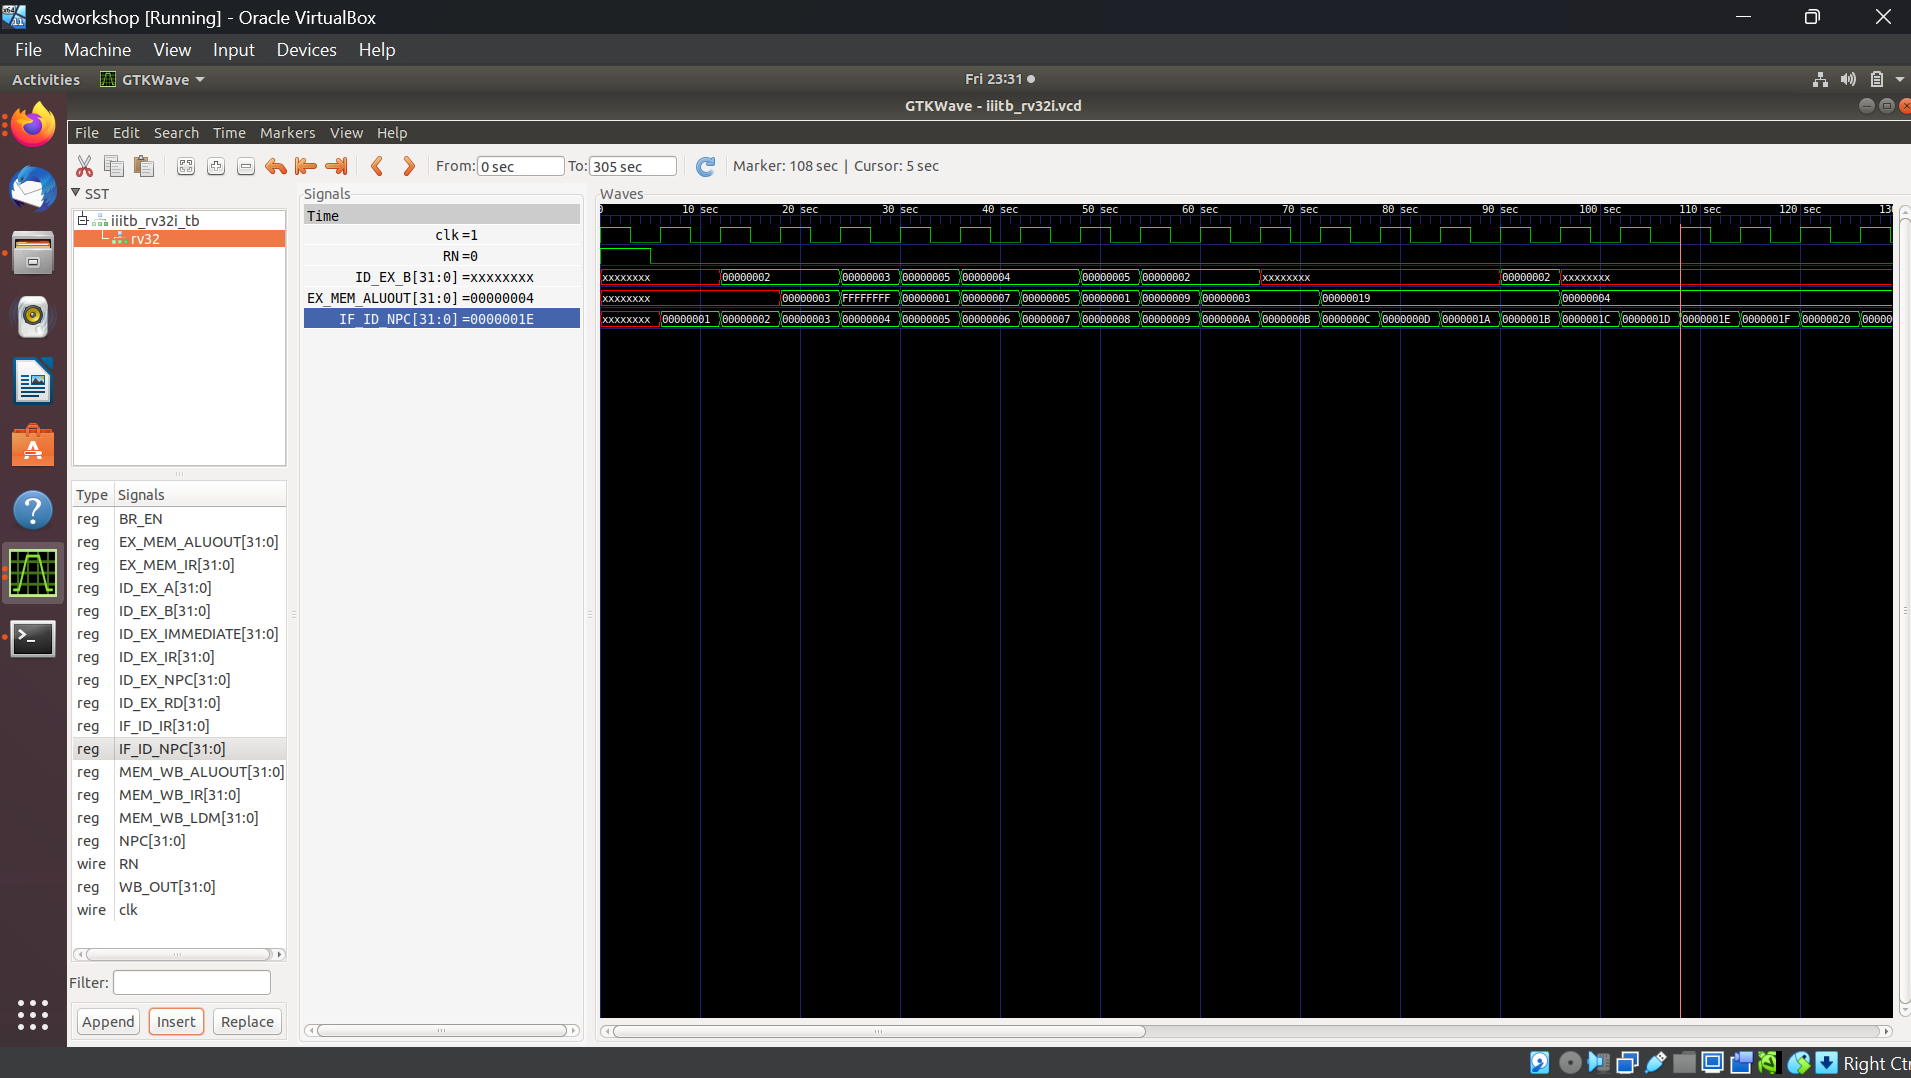 vsdworkshop [Running] - Oracle VirtualBox
File Machine View Input Devices Help
Activities GTKWave Fri 23:31
GTKWave - iiitb_rv32i.vcd
File Edit Search Time Markers View Help
From: 0 sec To: 305 sec Marker: 108 sec | Cursor: 5 sec
SST
iiitb_rv32i_tb
rv32
Type Signals
reg BR_EN
reg EX_MEM_ALUOUT[31:0]
reg EX_MEM_IR[31:0]
reg ID_EX_A[31:0]
reg ID_EX_B[31:0]
reg ID_EX_IMMEDIATE[31:0]
reg ID_EX_IR[31:0]
reg ID_EX_NPC[31:0]
reg ID_EX_RD[31:0]
reg IF_ID_IR[31:0]
reg IF_ID_NPC[31:0]
reg MEM_WB_ALUOUT[31:0]
reg MEM_WB_IR[31:0]
reg MEM_WB_LDM[31:0]
reg NPC[31:0]
wire RN
reg WB_OUT[31:0]
wire clk
Filter:
Append Insert Replace
Signals
Time
clk=1
RN=0
ID_EX_B[31:0]=xxxxxxxx
EX_MEM_ALUOUT[31:0]=00000004
IF_ID_NPC[31:0]=0000001E
Waves
10 sec 20 sec 30 sec 40 sec 50 sec 60 sec 70 sec 80 sec 90 sec 100 sec 110 sec 120 sec
xxxxxxxx 00000002 00000003 00000005 00000004 00000005 00000002 xxxxxxxx 00000002 xxxxxxxx
xxxxxxxx 00000003 FFFFFFFF 00000001 00000007 00000005 00000001 00000009 00000003 00000019 00000004
xxxxxxxx 00000001 00000002 00000003 00000004 00000005 00000006 00000007 00000008 00000009 0000000A 0000000B 0000000C 0000000D 0000001A 0000001B 0000001C 0000001D 0000001E 0000001F 00000020 00000
Right Ctr